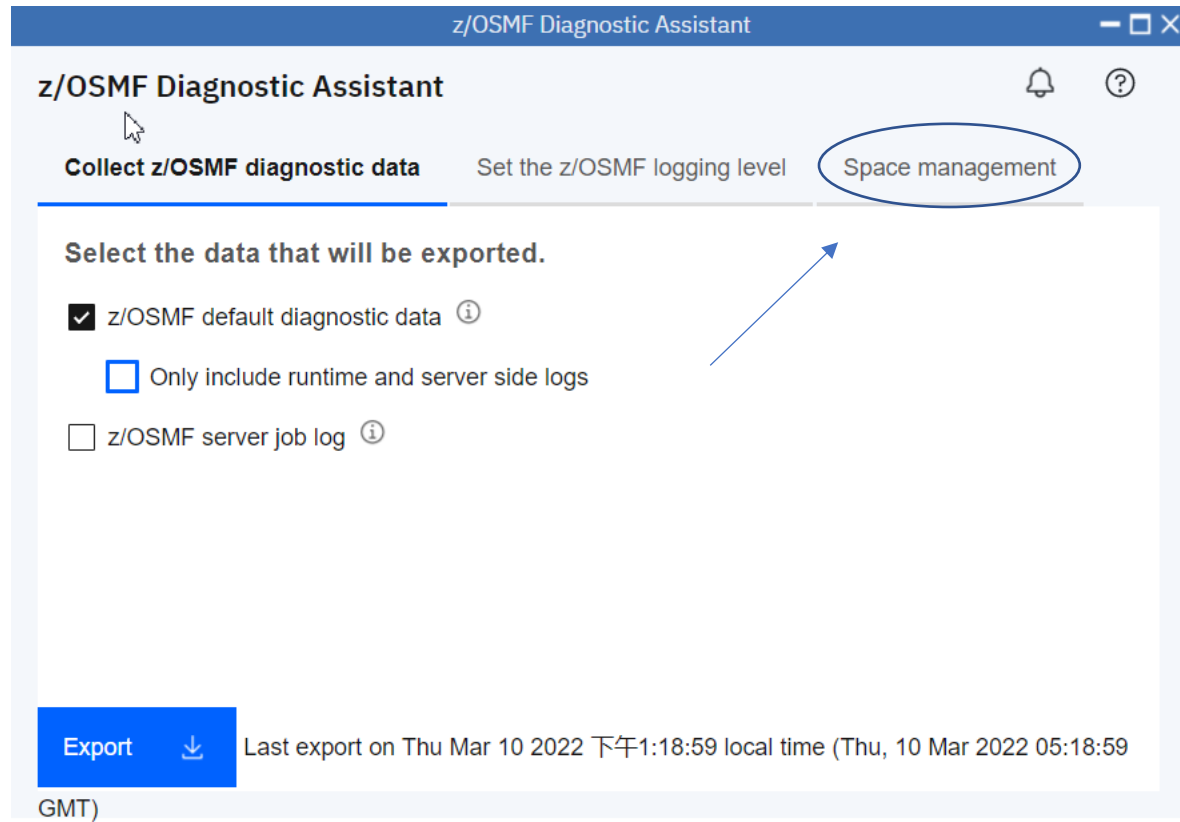 z/OSMF Diagnostic Assistant
z/OSMF Diagnostic Assistant
Collect z/OSMF diagnostic data Set the z/OSMF logging level Space management
Select the data that will be exported.
z/OSMF default diagnostic data
Only include runtime and server side logs
z/OSMF server job log
Export Last export on Thu Mar 10 2022 下午1:18:59 local time (Thu, 10 Mar 2022 05:18:59
GMT)